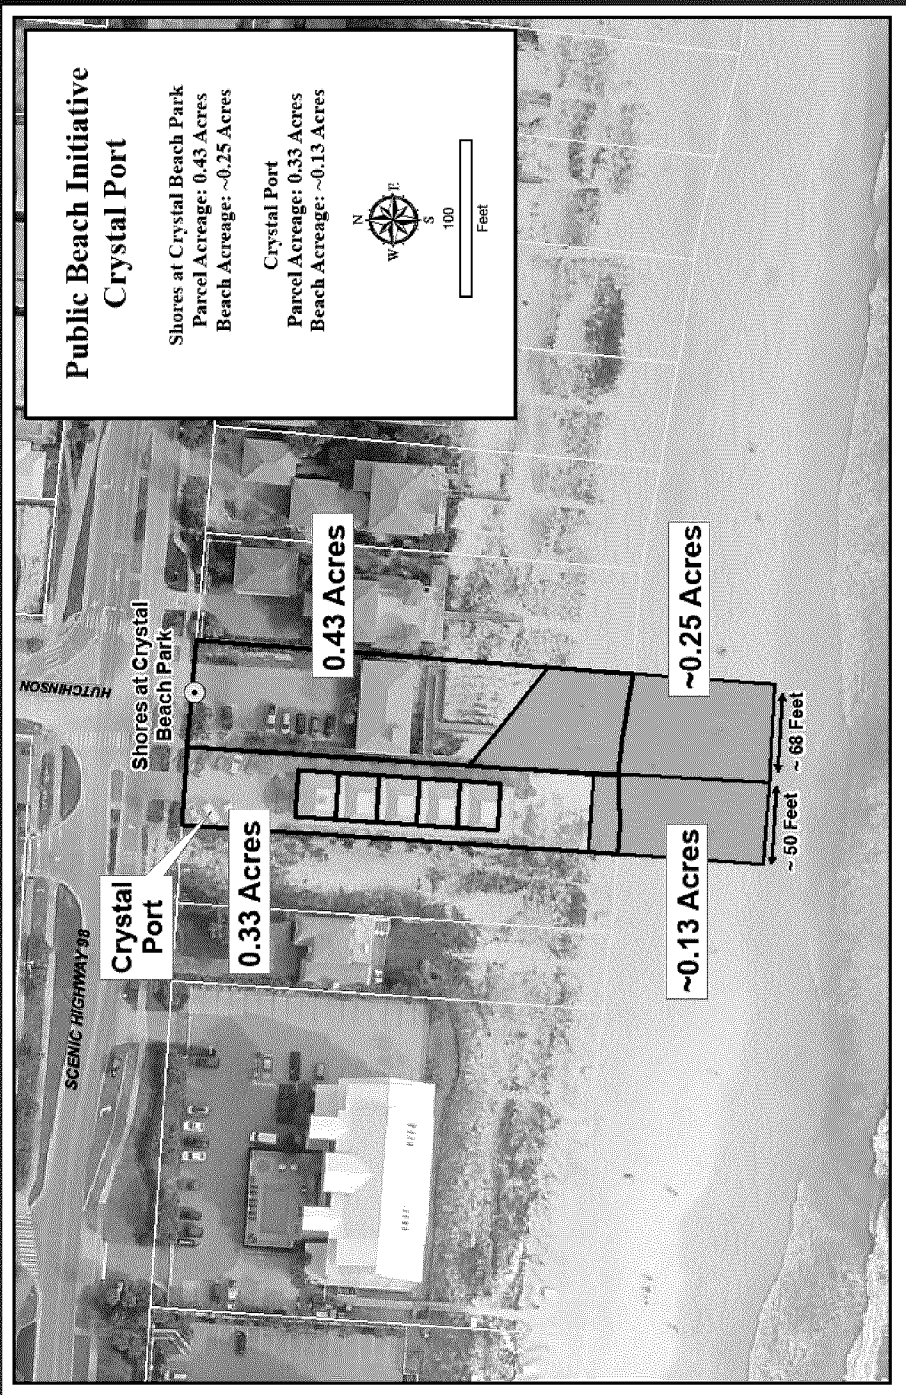 Public Beach Initiative
Crystal Port
Shores at Crystal Beach Park
Parcel Acreage: 0.43 Acres
Beach Acreage: ~0.25 Acres
Crystal Port
Parcel Acreage: 0.33 Acres
Beach Acreage: ~0.13 Acres
N
W E
S
100
Feet
SCENIC HIGHWAY 98
HUTCHINSON
Crystal
Port
Shores at Crystal
Beach Park
0.33 Acres
0.43 Acres
~0.13 Acres
~0.25 Acres
~ 50 Feet
~ 68 Feet